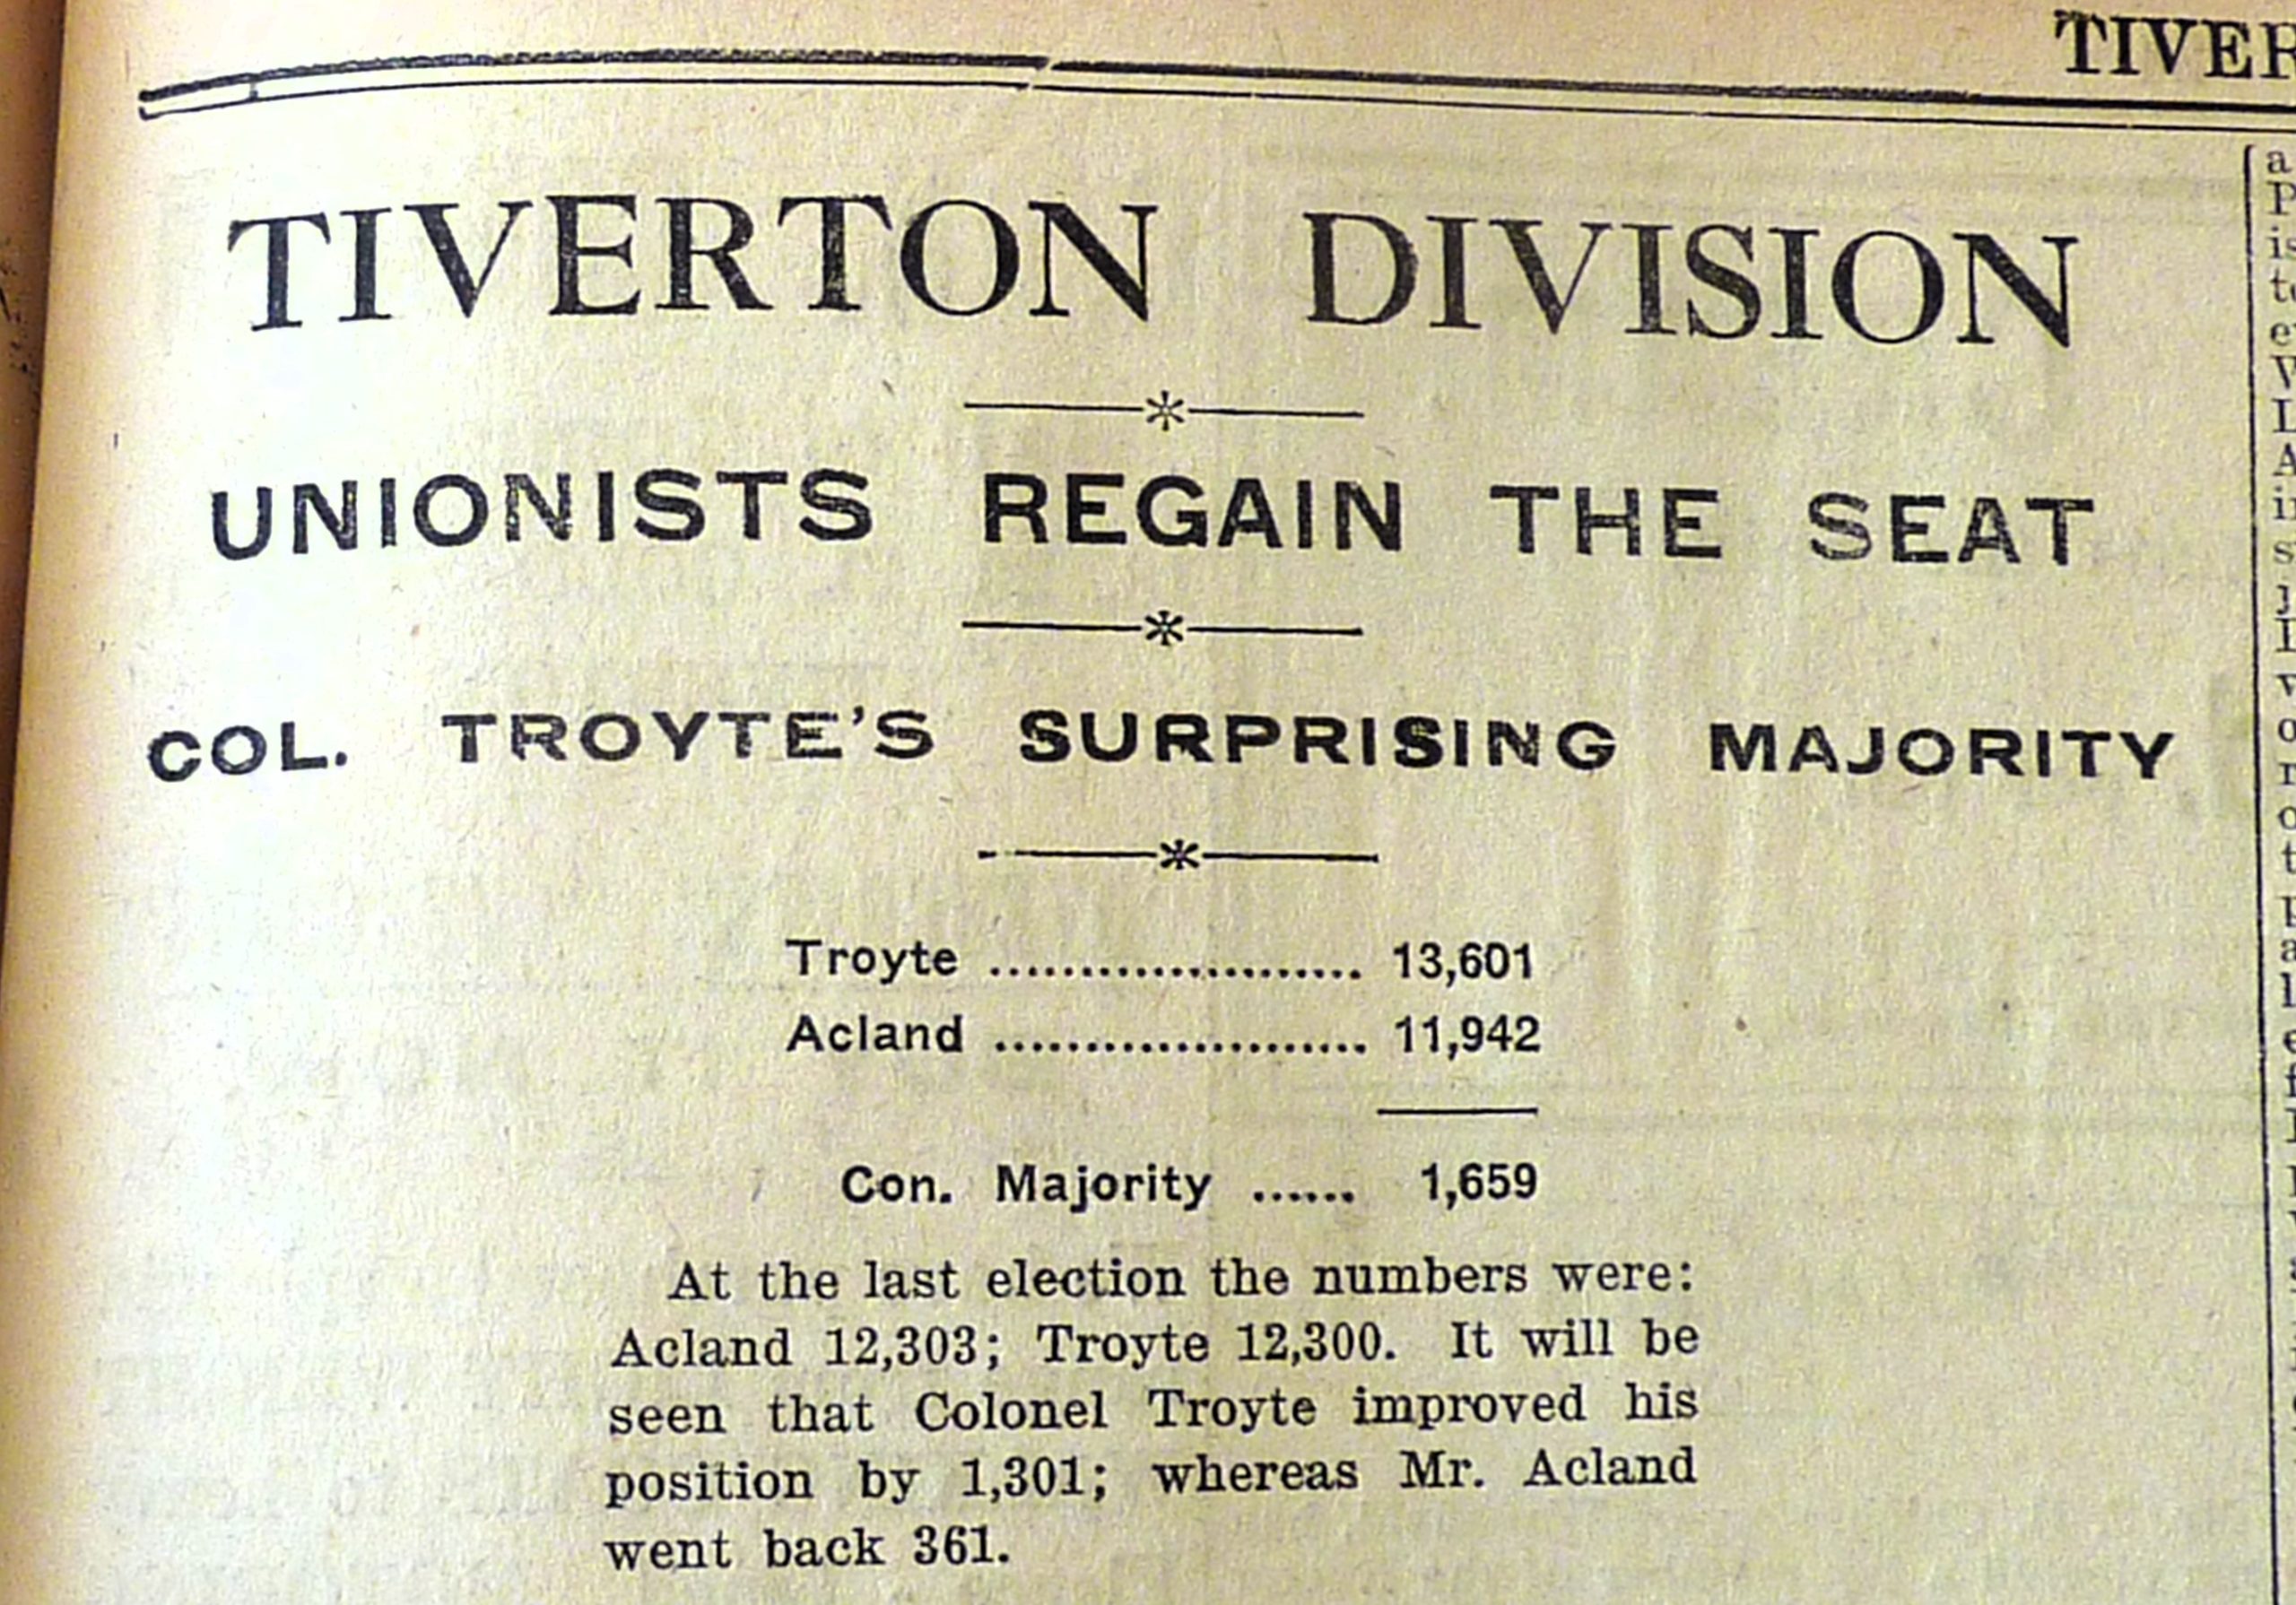 TIVER
TIVERTON DIVISION
UNIONISTS REGAIN THE SEAT
COL. TROYTE'S SURPRISING MAJORITY
Troyte ..................... 13,601
Acland ..................... 11,942
Con. Majority ...... 1,659
At the last election the numbers were:
Acland 12,303; Troyte 12,300. It will be
seen that Colonel Troyte improved his
position by 1,301; whereas Mr. Acland
went back 361.